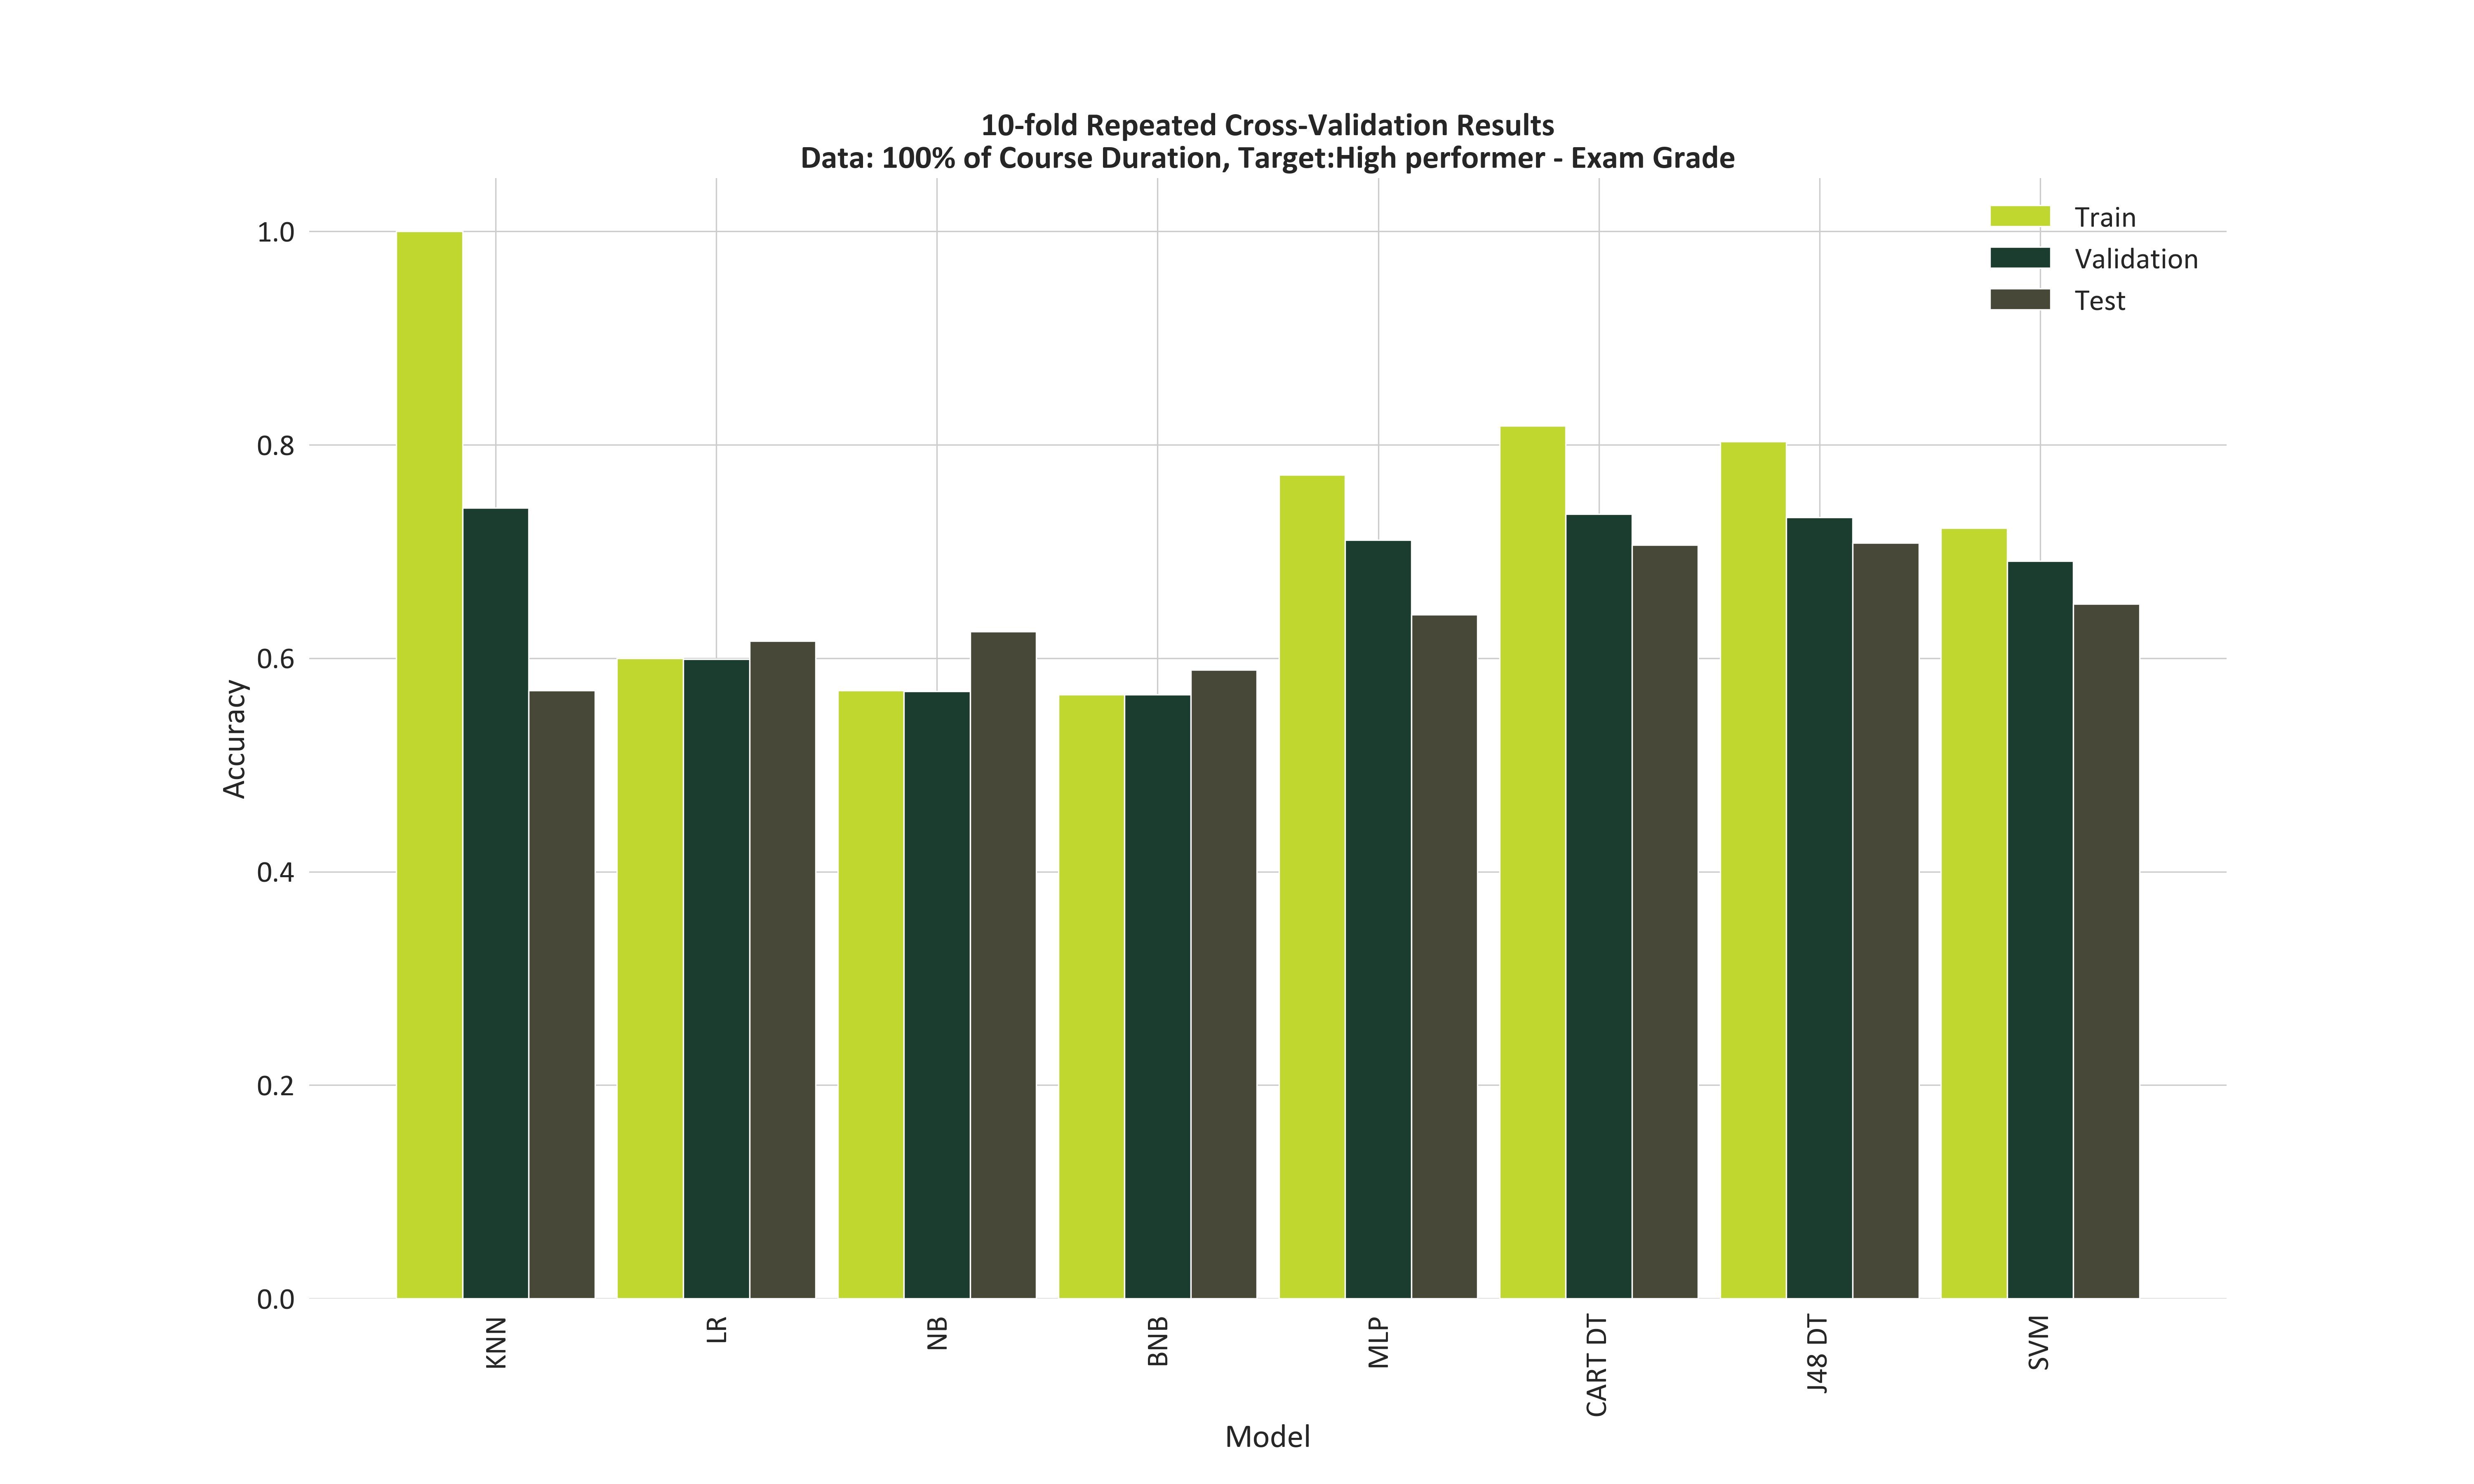 10-fold Repeated Cross-Validation Results
Data: 100% of Course Duration, Target:High performer - Exam Grade
Train
Validation
Test
1.0
0.8
0.6
0.4
0.2
0.0
Accuracy
KNN
LR
NB
BNB
MLP
CART DT
J48 DT
SVM
Model